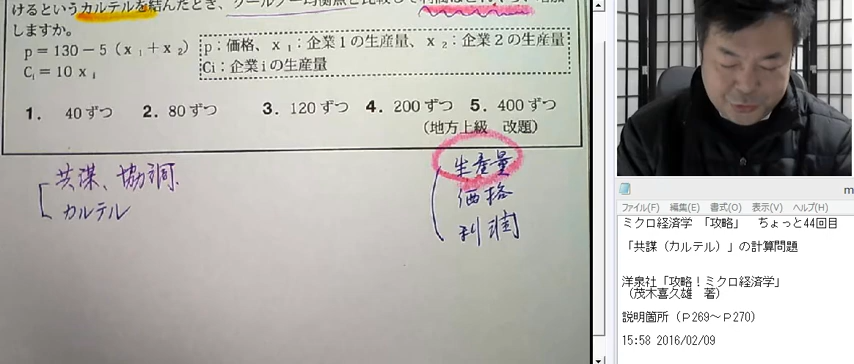 けるというカルテルを結んだとき、クールノー均衡点と比較して利潤は
しますか。
p＝130－5（x₁＋x₂）
p：価格、x₁：企業1の生産量、x₂：企業2の生産量
Cᵢ＝10xᵢ
Ci：企業iの生産量
1. 40ずつ 2. 80ずつ 3. 120ずつ 4. 200ずつ 5. 400ずつ
（地方上級 改題）
共謀、協調
カルテル
生産量
価格
利潤
m
ファイル(F) 編集(E) 書式(O) 表示(V) ヘルプ(H)
ミクロ経済学 「攻略」 ちょっと44回目
「共謀（カルテル）」の計算問題
洋泉社「攻略！ミクロ経済学」
（茂木喜久雄 著）
説明箇所（P269～P270）
15:58 2016/02/09